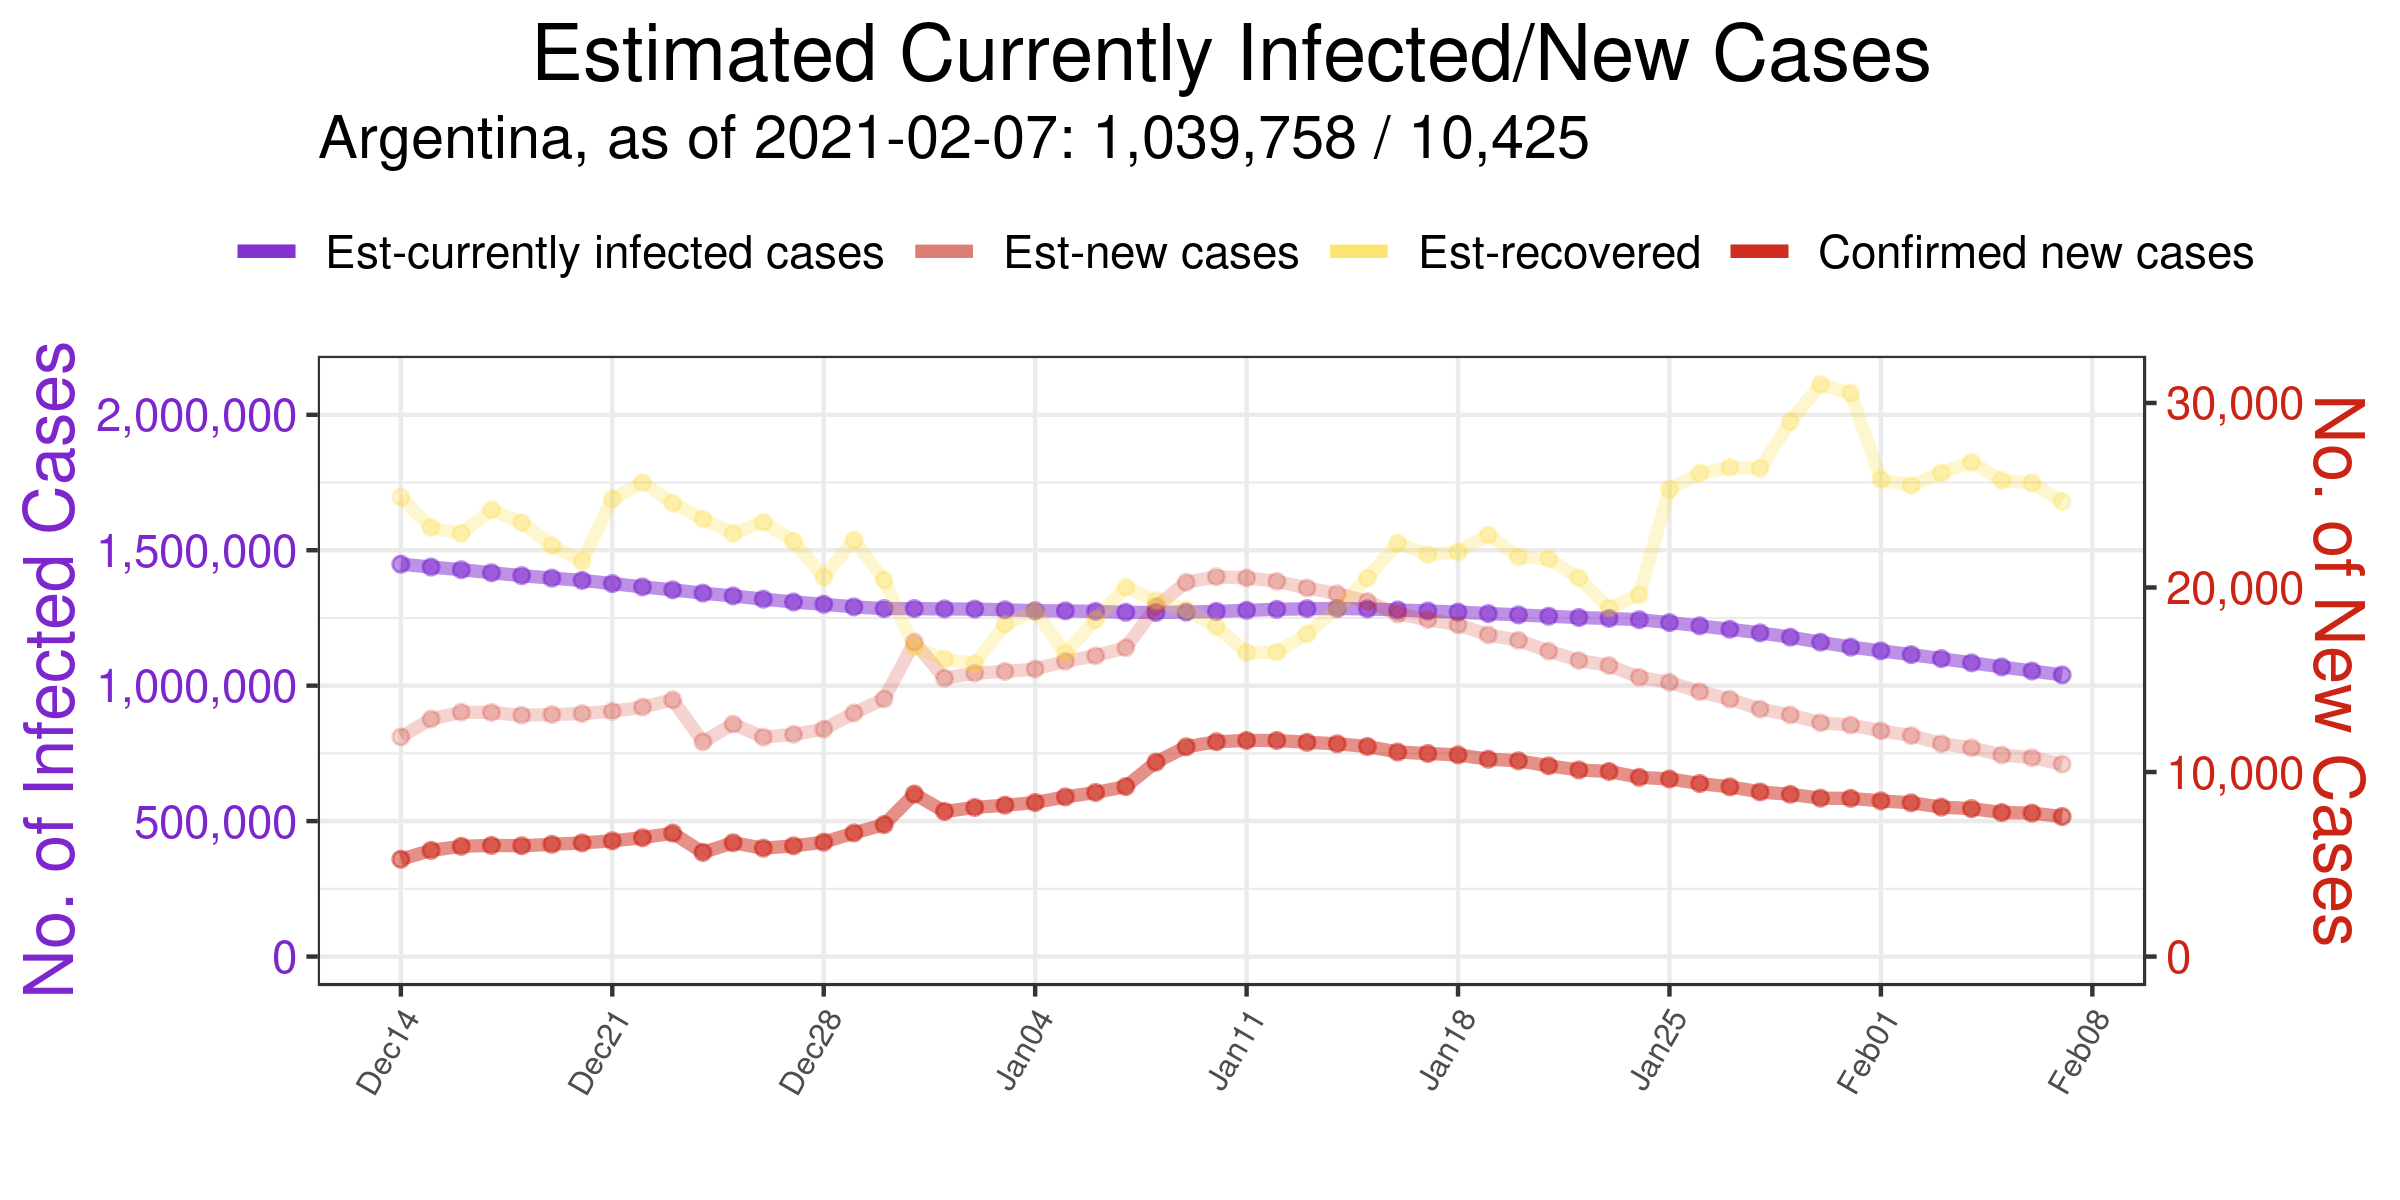 Estimated Currently Infected/New Cases
Argentina, as of 2021-02-07: 1,039,758 / 10,425
Est-currently infected cases Est-new cases Est-recovered Confirmed new cases
No. of Infected Cases
2,000,000
1,500,000
1,000,000
500,000
0
30,000
20,000
10,000
0
No. of New Cases
Dec14 Dec21 Dec28 Jan04 Jan11 Jan18 Jan25 Feb01 Feb08